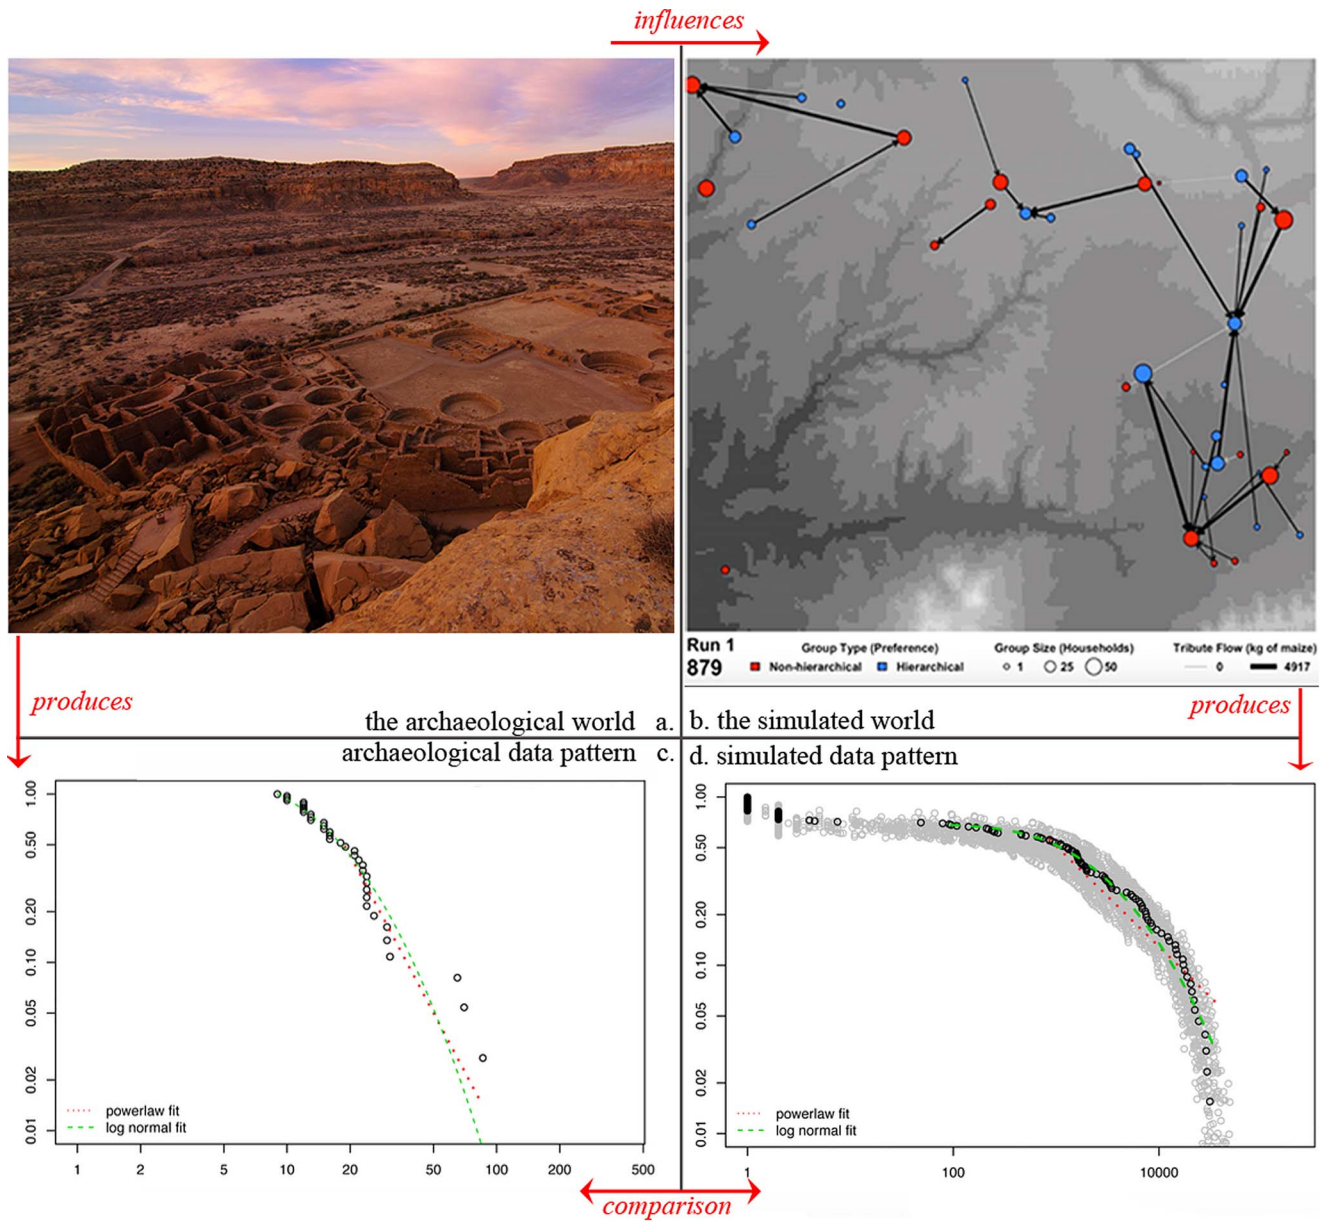 influences
Run 1
879
Group Type (Preference)
Non-hierarchical
Hierarchical
Group Size (Households)
1
25
50
Tribute Flow (kg of maize)
0
4917
produces
produces
the archaeological world a.
b. the simulated world
archaeological data pattern c.
d. simulated data pattern
1.00
0.50
0.20
0.10
0.05
0.02
0.01
powerlaw fit
log normal fit
1 2 5 10 20 50 100 200 500
1.00
0.50
0.20
0.10
0.05
0.02
0.01
powerlaw fit
log normal fit
1 100 10000
comparison